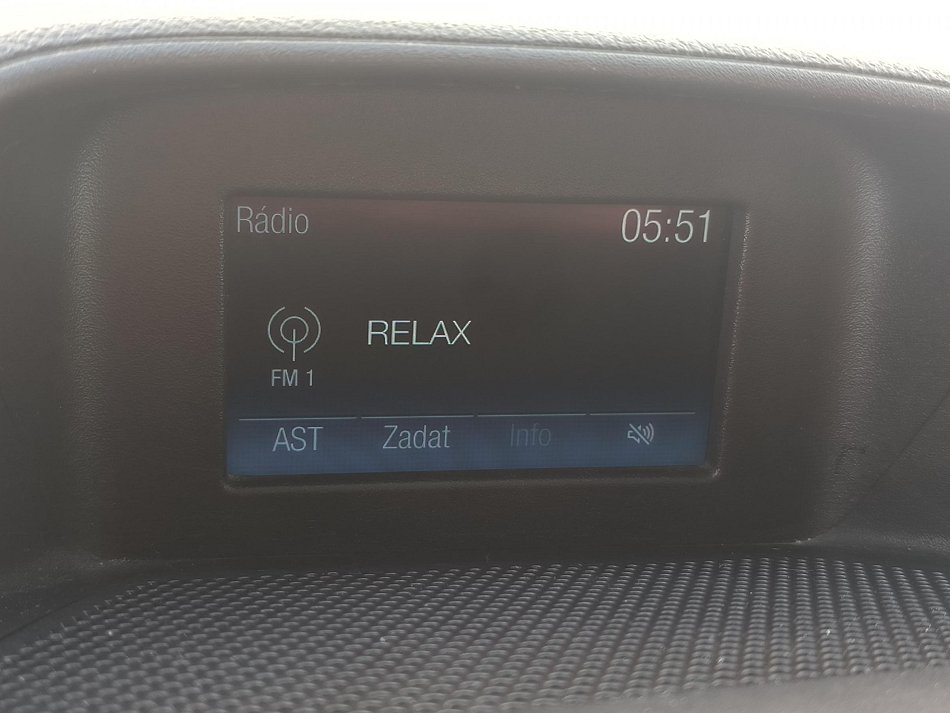 Rádio 05:51
RELAX
FM 1
AST Zadat Info